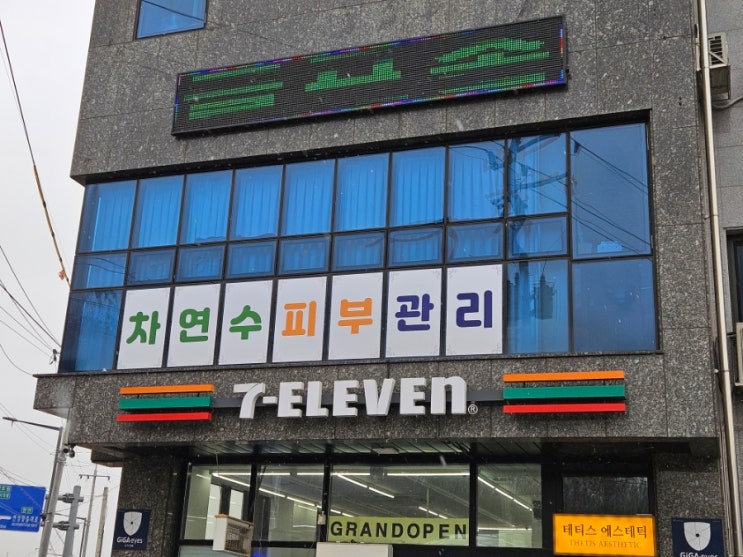 차연수피부관리
7-ELEVEn®
GRANDOPEN
테티스 에스테틱
THETIS AESTHETIC
GiGAeyes
GiGAeyes